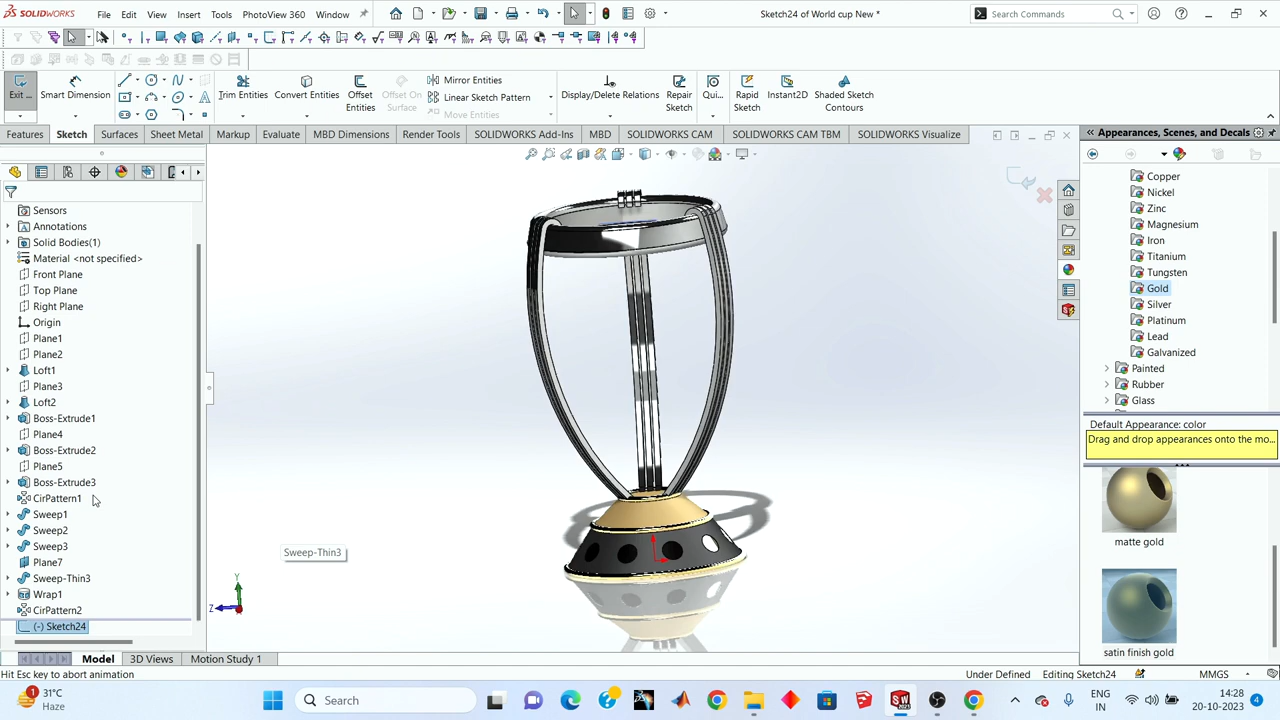 SOLIDWORKS File Edit View Insert Tools PhotoView 360 Window Sketch24 of World cup New * Search Commands
Exit ... Smart Dimension Trim Entities Convert Entities Offset Entities Offset On Surface Mirror Entities Linear Sketch Pattern Move Entities Display/Delete Relations Repair Sketch Qui... Rapid Sketch Instant2D Shaded Sketch Contours
Features Sketch Surfaces Sheet Metal Markup Evaluate MBD Dimensions Render Tools SOLIDWORKS Add-Ins MBD SOLIDWORKS CAM SOLIDWORKS CAM TBM SOLIDWORKS Visualize
Appearances, Scenes, and Decals
Sensors
Annotations
Solid Bodies(1)
Material <not specified>
Front Plane
Top Plane
Right Plane
Origin
Plane1
Plane2
Loft1
Plane3
Loft2
Boss-Extrude1
Plane4
Boss-Extrude2
Plane5
Boss-Extrude3
CirPattern1
Sweep1
Sweep2
Sweep3
Plane7
Sweep-Thin3
Wrap1
CirPattern2
(-) Sketch24
Sweep-Thin3
Y
Z
Copper
Nickel
Zinc
Magnesium
Iron
Titanium
Tungsten
Gold
Silver
Platinum
Lead
Galvanized
Painted
Rubber
Glass
Default Appearance: color
Drag and drop appearances onto the mo...
matte gold
satin finish gold
Model 3D Views Motion Study 1
Hit Esc key to abort animation Under Defined Editing Sketch24 MMGS
1 31°C Haze Search ENG IN 14:28 20-10-2023